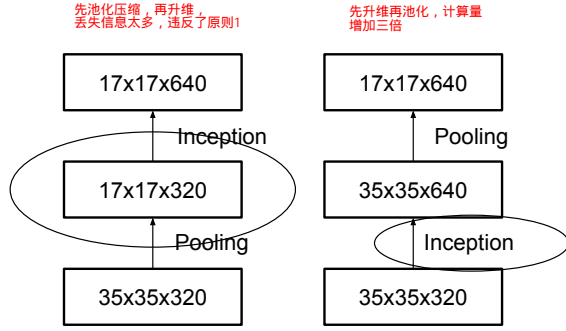 先池化压缩，再升维，
丢失信息太多，违反了原则1
17x17x640
Inception
17x17x320
Pooling
35x35x320
先升维再池化，计算量
增加三倍
17x17x640
Pooling
35x35x640
Inception
35x35x320